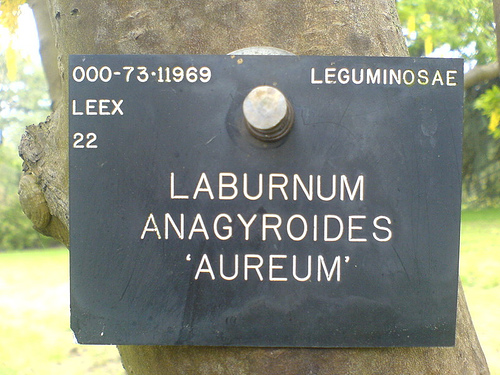 000-73·11969 LEGUMINOSAE
LEEX
22
LABURNUM
ANAGYROIDES
'AUREUM'